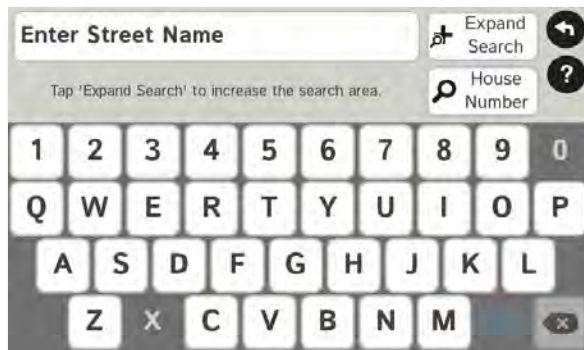 Enter Street Name
Expand
Search
Tap 'Expand Search' to increase the search area.
House
Number
?
1 2 3 4 5 6 7 8 9 0
Q W E R T Y U I O P
A S D F G H J K L
Z X C V B N M